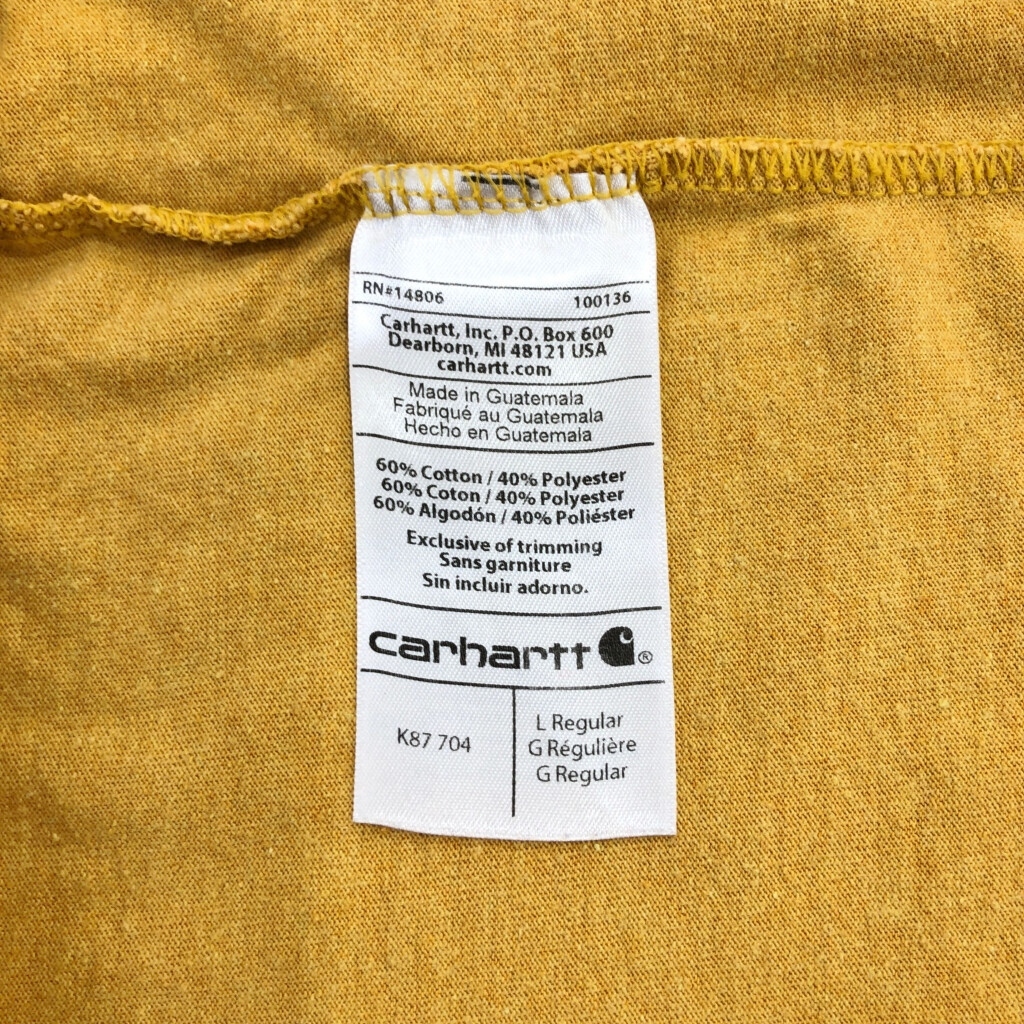 RN#14806 100136
Carhartt, Inc. P.O. Box 600
Dearborn, MI 48121 USA
carhartt.com
Made in Guatemala
Fabriqué au Guatemala
Hecho en Guatemala
60% Cotton / 40% Polyester
60% Coton / 40% Polyester
60% Algodón / 40% Poliéster
Exclusive of trimming
Sans garniture
Sin incluir adorno.
carhartt ®
K87 704
L Regular
G Régulière
G Regular